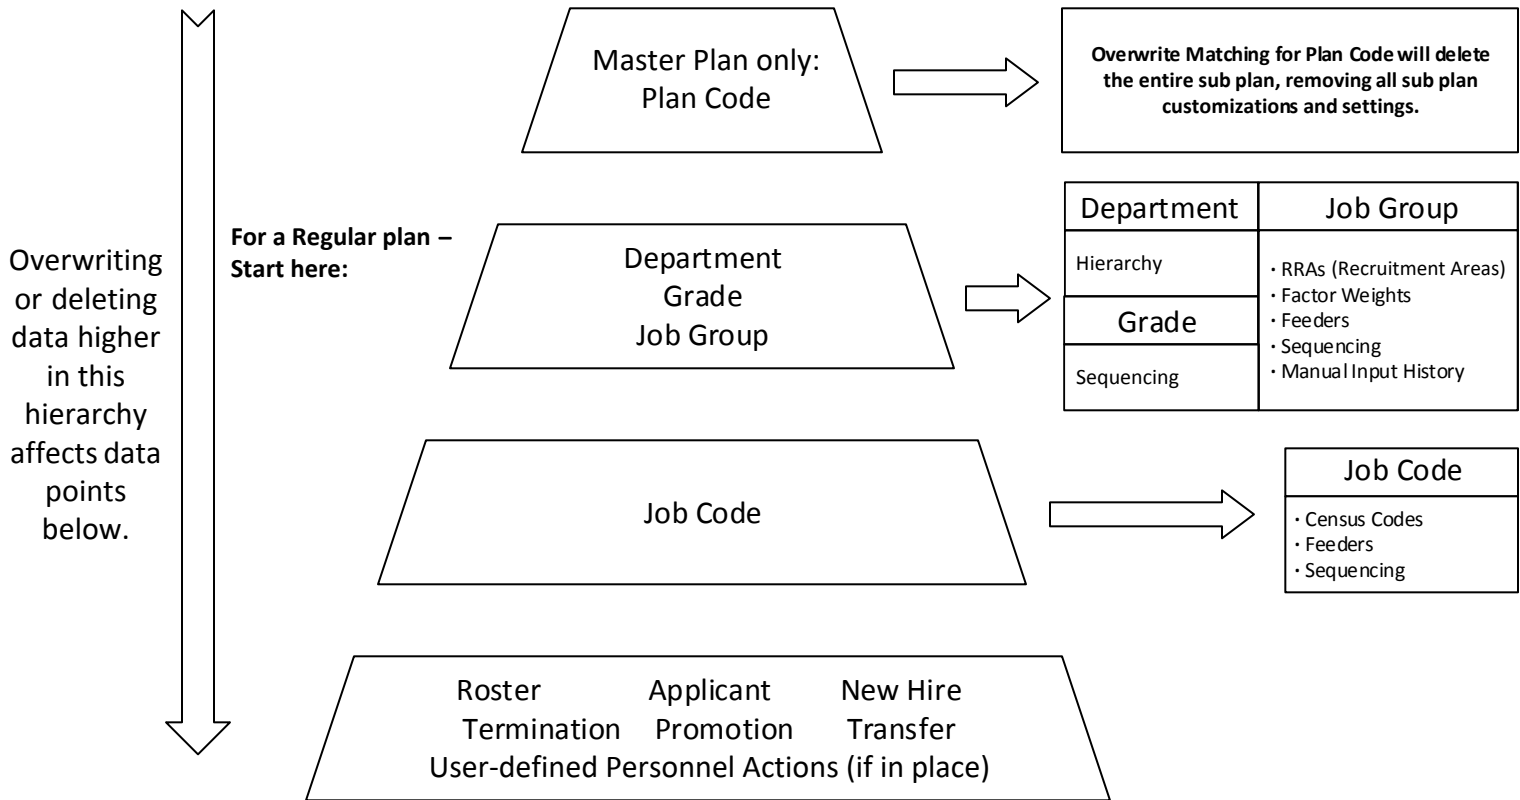 Master Plan only:
Plan Code
Overwrite Matching for Plan Code will delete
the entire sub plan, removing all sub plan
customizations and settings.
Overwriting
or deleting
data higher
in this
hierarchy
affects data
points
below.
For a Regular plan –
Start here:
Department
Grade
Job Group
Department
Hierarchy
Grade
Sequencing
Job Group
· RRAs (Recruitment Areas)
· Factor Weights
· Feeders
· Sequencing
· Manual Input History
Job Code
Job Code
· Census Codes
· Feeders
· Sequencing
Roster Applicant New Hire
Termination Promotion Transfer
User-defined Personnel Actions (if in place)